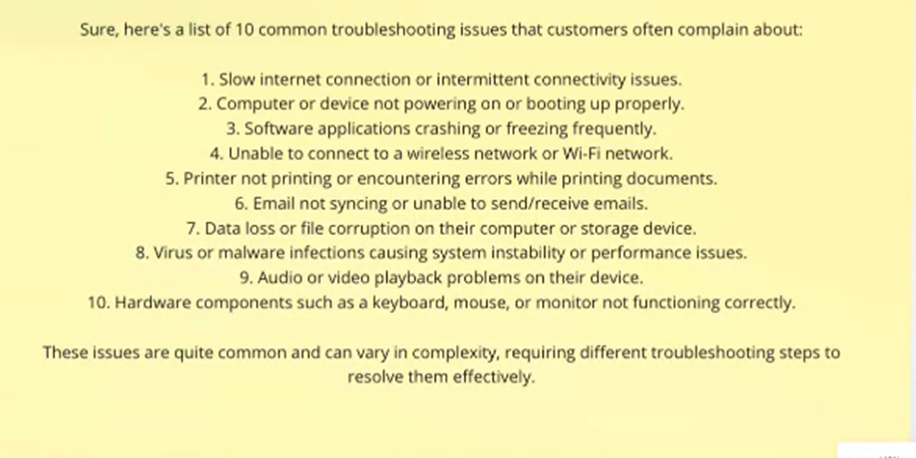 Sure, here's a list of 10 common troubleshooting issues that customers often complain about:
1. Slow internet connection or intermittent connectivity issues.
2. Computer or device not powering on or booting up properly.
3. Software applications crashing or freezing frequently.
4. Unable to connect to a wireless network or Wi-Fi network.
5. Printer not printing or encountering errors while printing documents.
6. Email not syncing or unable to send/receive emails.
7. Data loss or file corruption on their computer or storage device.
8. Virus or malware infections causing system instability or performance issues.
9. Audio or video playback problems on their device.
10. Hardware components such as a keyboard, mouse, or monitor not functioning correctly.
These issues are quite common and can vary in complexity, requiring different troubleshooting steps to
resolve them effectively.